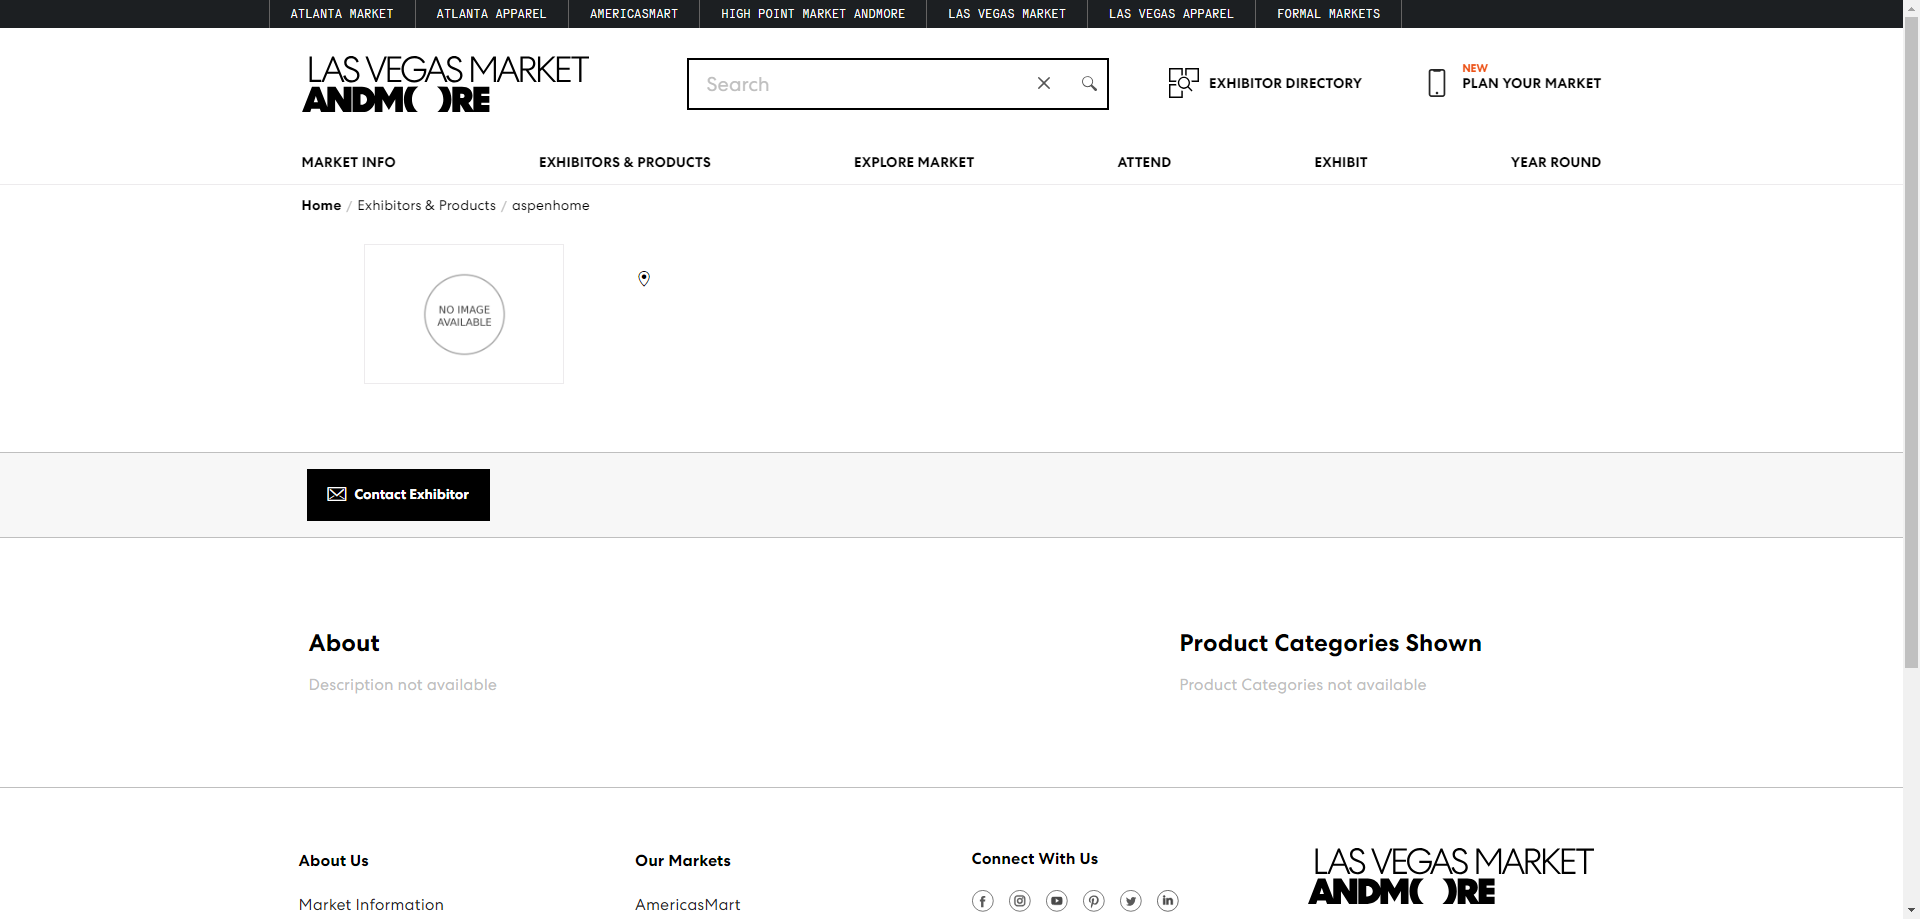 ATLANTA MARKET
ATLANTA APPAREL
AMERICASMART
HIGH POINT MARKET ANDMORE
LAS VEGAS MARKET
LAS VEGAS APPAREL
FORMAL MARKETS
LAS VEGAS MARKET
ANDMORE
Search
EXHIBITOR DIRECTORY
NEW
PLAN YOUR MARKET
MARKET INFO
EXHIBITORS & PRODUCTS
EXPLORE MARKET
ATTEND
EXHIBIT
YEAR ROUND
Home / Exhibitors & Products / aspenhome
NO IMAGE
AVAILABLE
Contact Exhibitor
About
Description not available
Product Categories Shown
Product Categories not available
About Us
Market Information
Our Markets
AmericasMart
Connect With Us
LAS VEGAS MARKET
ANDMORE